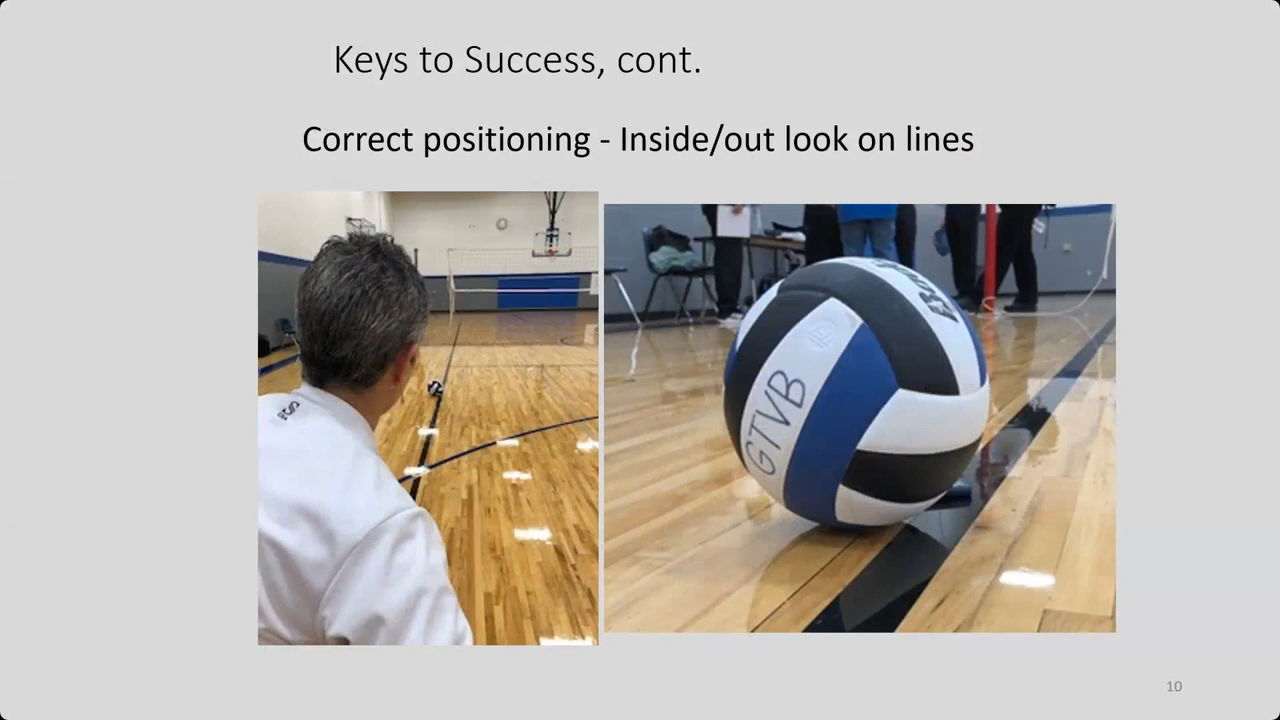 Keys to Success, cont.
Correct positioning - Inside/out look on lines
GTVB
10